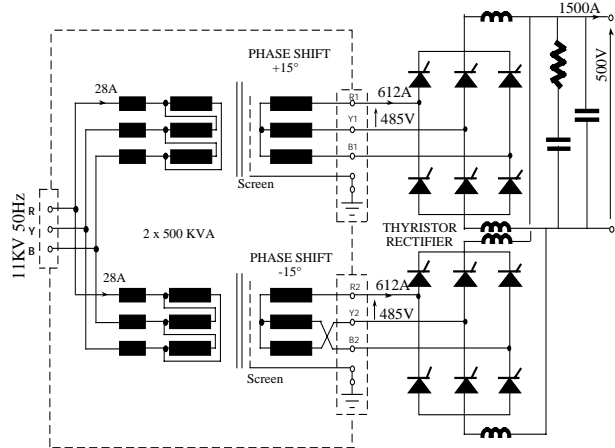 1500A
PHASE SHIFT
+15°
500V
28A
612A
R1
Y1
485V
B1
Screen
11KV 50Hz
R
Y
B
2 x 500 KVA
THYRISTOR
RECTIFIER
PHASE SHIFT
-15°
28A
612A
R2
Y2
485V
B2
Screen